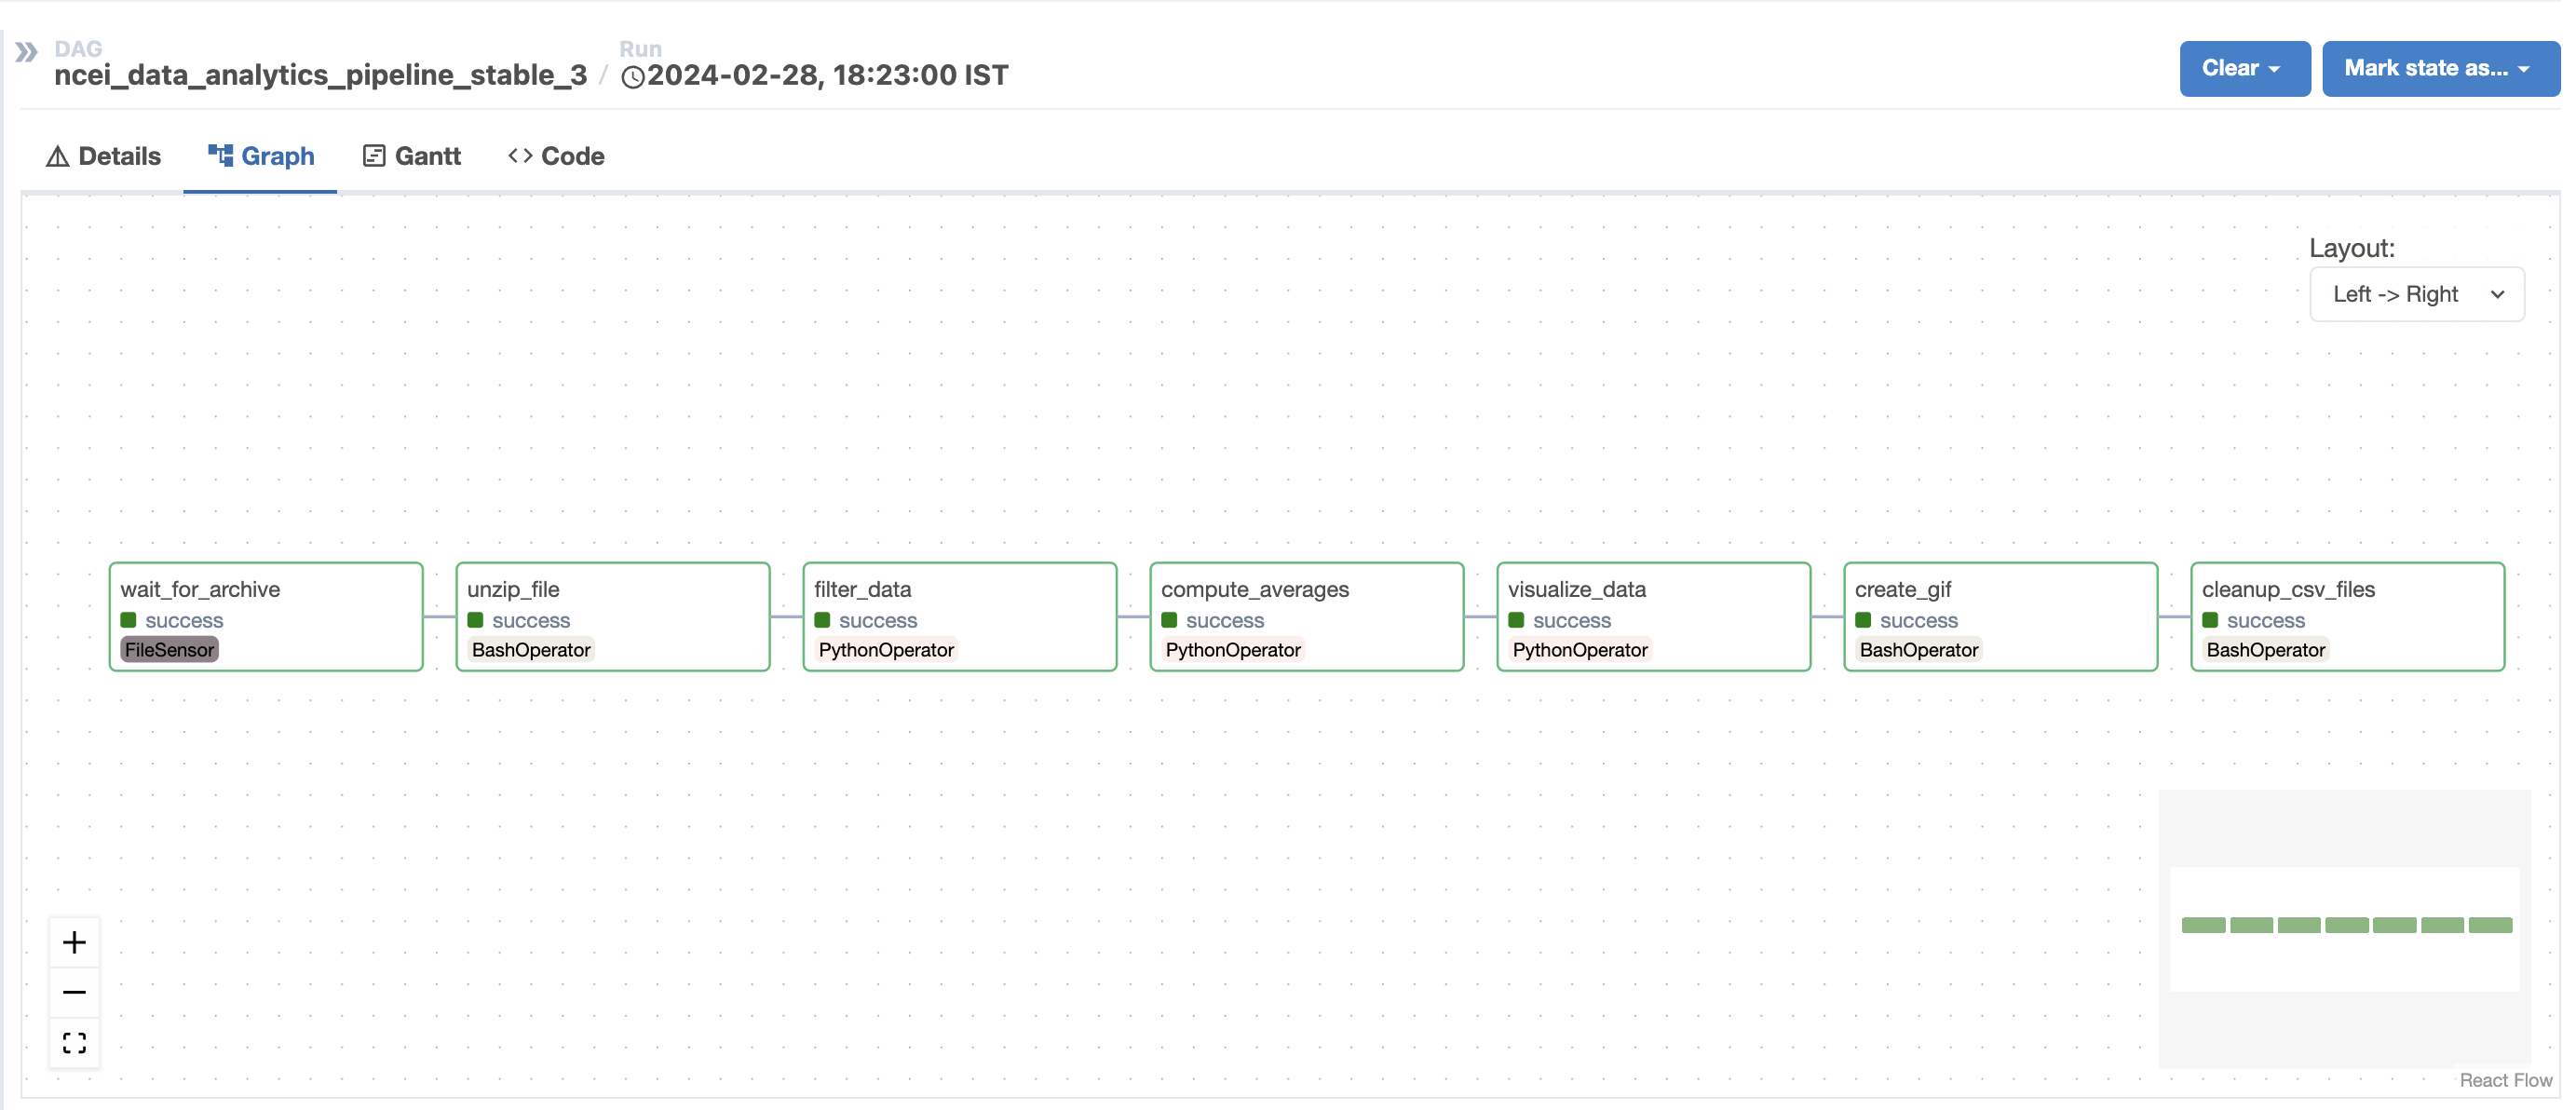 DAG
ncei_data_analytics_pipeline_stable_3 /
Run
2024-02-28, 18:23:00 IST
Clear
Mark state as...
Details
Graph
Gantt
Code
Layout:
Left -> Right
wait_for_archive
success
FileSensor
unzip_file
success
BashOperator
filter_data
success
PythonOperator
compute_averages
success
PythonOperator
visualize_data
success
PythonOperator
create_gif
success
BashOperator
cleanup_csv_files
success
BashOperator
React Flow